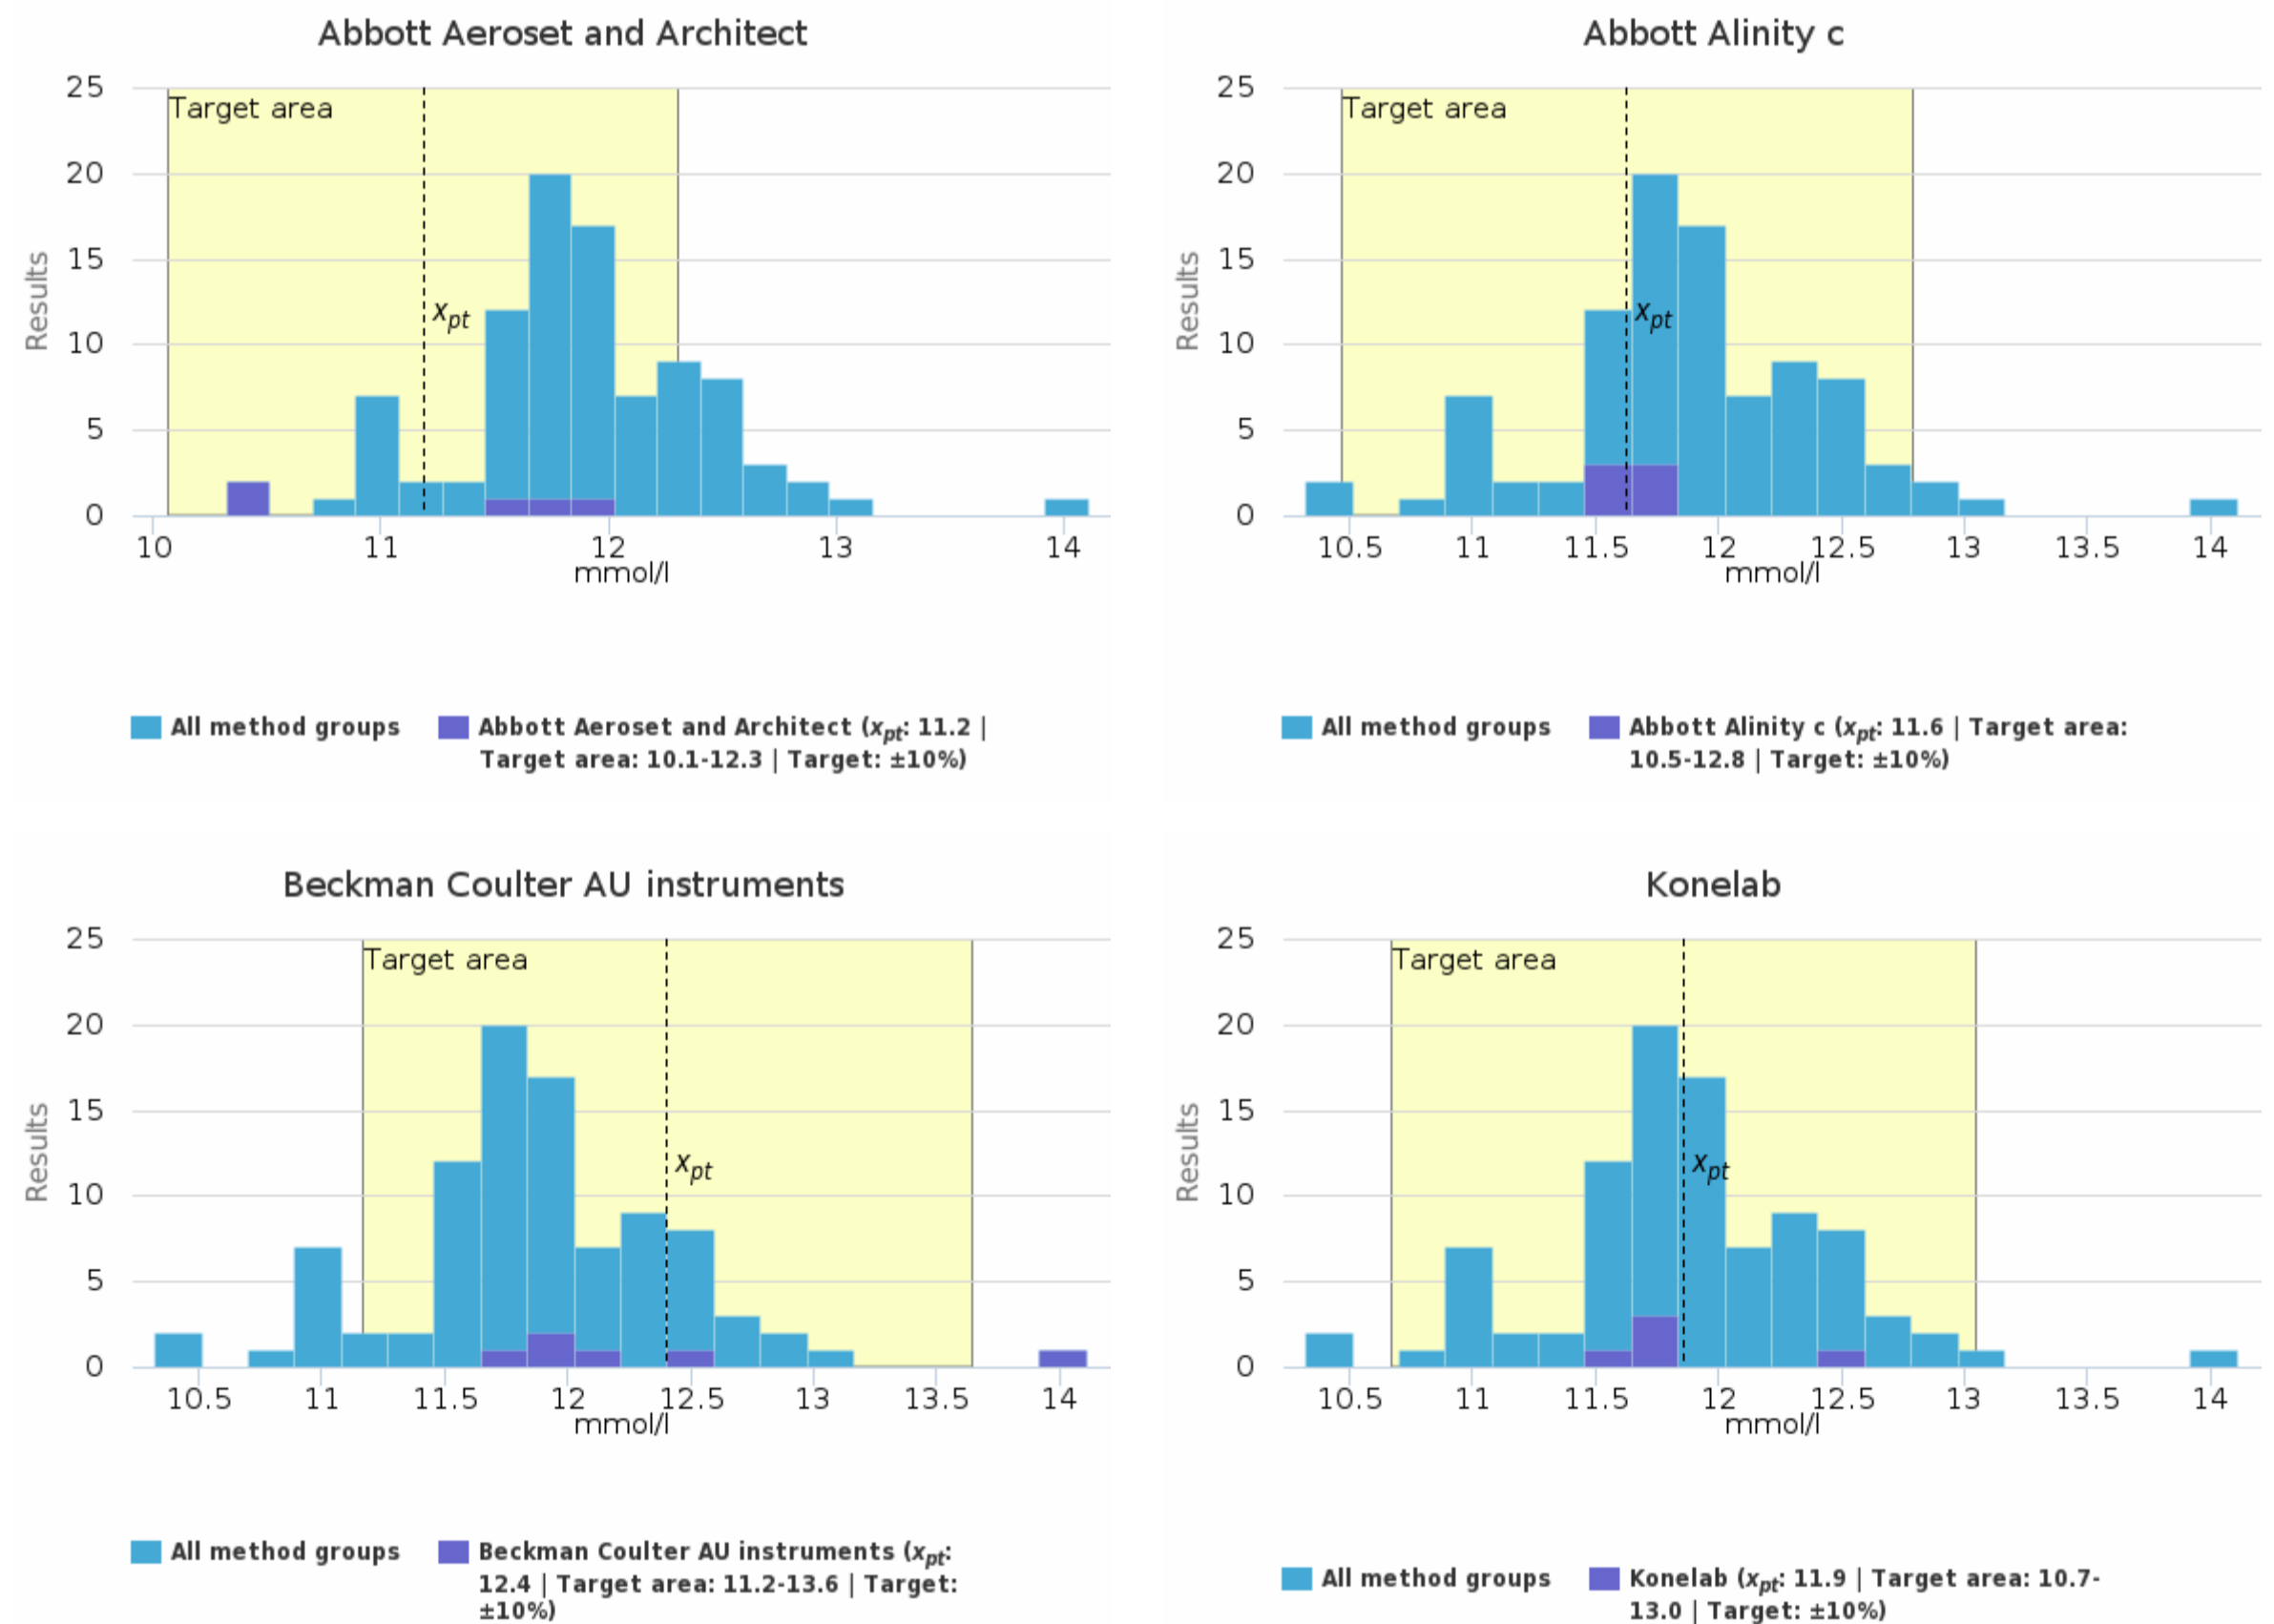 Abbott Aeroset and Architect
25
Target area
20
15
x_pt
10
5
0
Results
10 11 12 13 14
mmol/l
All method groups
Abbott Aeroset and Architect (x_pt: 11.2 |
Target area: 10.1-12.3 | Target: ±10%)
Abbott Alinity c
25
Target area
20
15
x_pt
10
5
0
Results
10.5 11 11.5 12 12.5 13 13.5 14
mmol/l
All method groups
Abbott Alinity c (x_pt: 11.6 | Target area:
10.5-12.8 | Target: ±10%)
Beckman Coulter AU instruments
25
Target area
20
15
x_pt
10
5
0
Results
10.5 11 11.5 12 12.5 13 13.5 14
mmol/l
All method groups
Beckman Coulter AU instruments (x_pt:
12.4 | Target area: 11.2-13.6 | Target:
±10%)
Konelab
25
Target area
20
15
x_pt
10
5
0
Results
10.5 11 11.5 12 12.5 13 13.5 14
mmol/l
All method groups
Konelab (x_pt: 11.9 | Target area: 10.7-
13.0 | Target: ±10%)